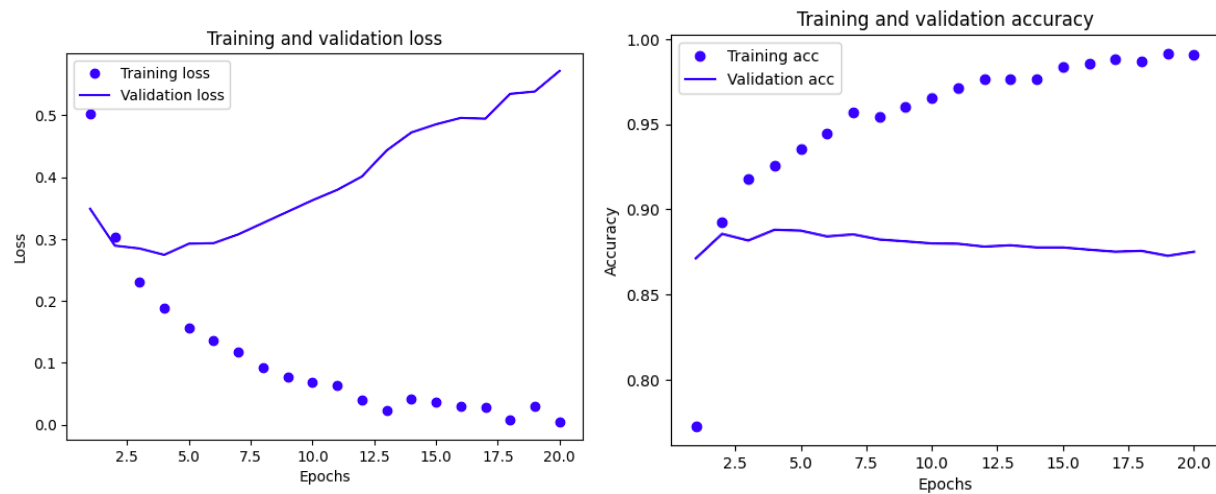 Training and validation loss
Training loss
Validation loss
0.5
0.4
0.3
0.2
0.1
0.0
Loss
2.5 5.0 7.5 10.0 12.5 15.0 17.5 20.0
Epochs
Training and validation accuracy
Training acc
Validation acc
1.00
0.95
0.90
0.85
0.80
Accuracy
2.5 5.0 7.5 10.0 12.5 15.0 17.5 20.0
Epochs